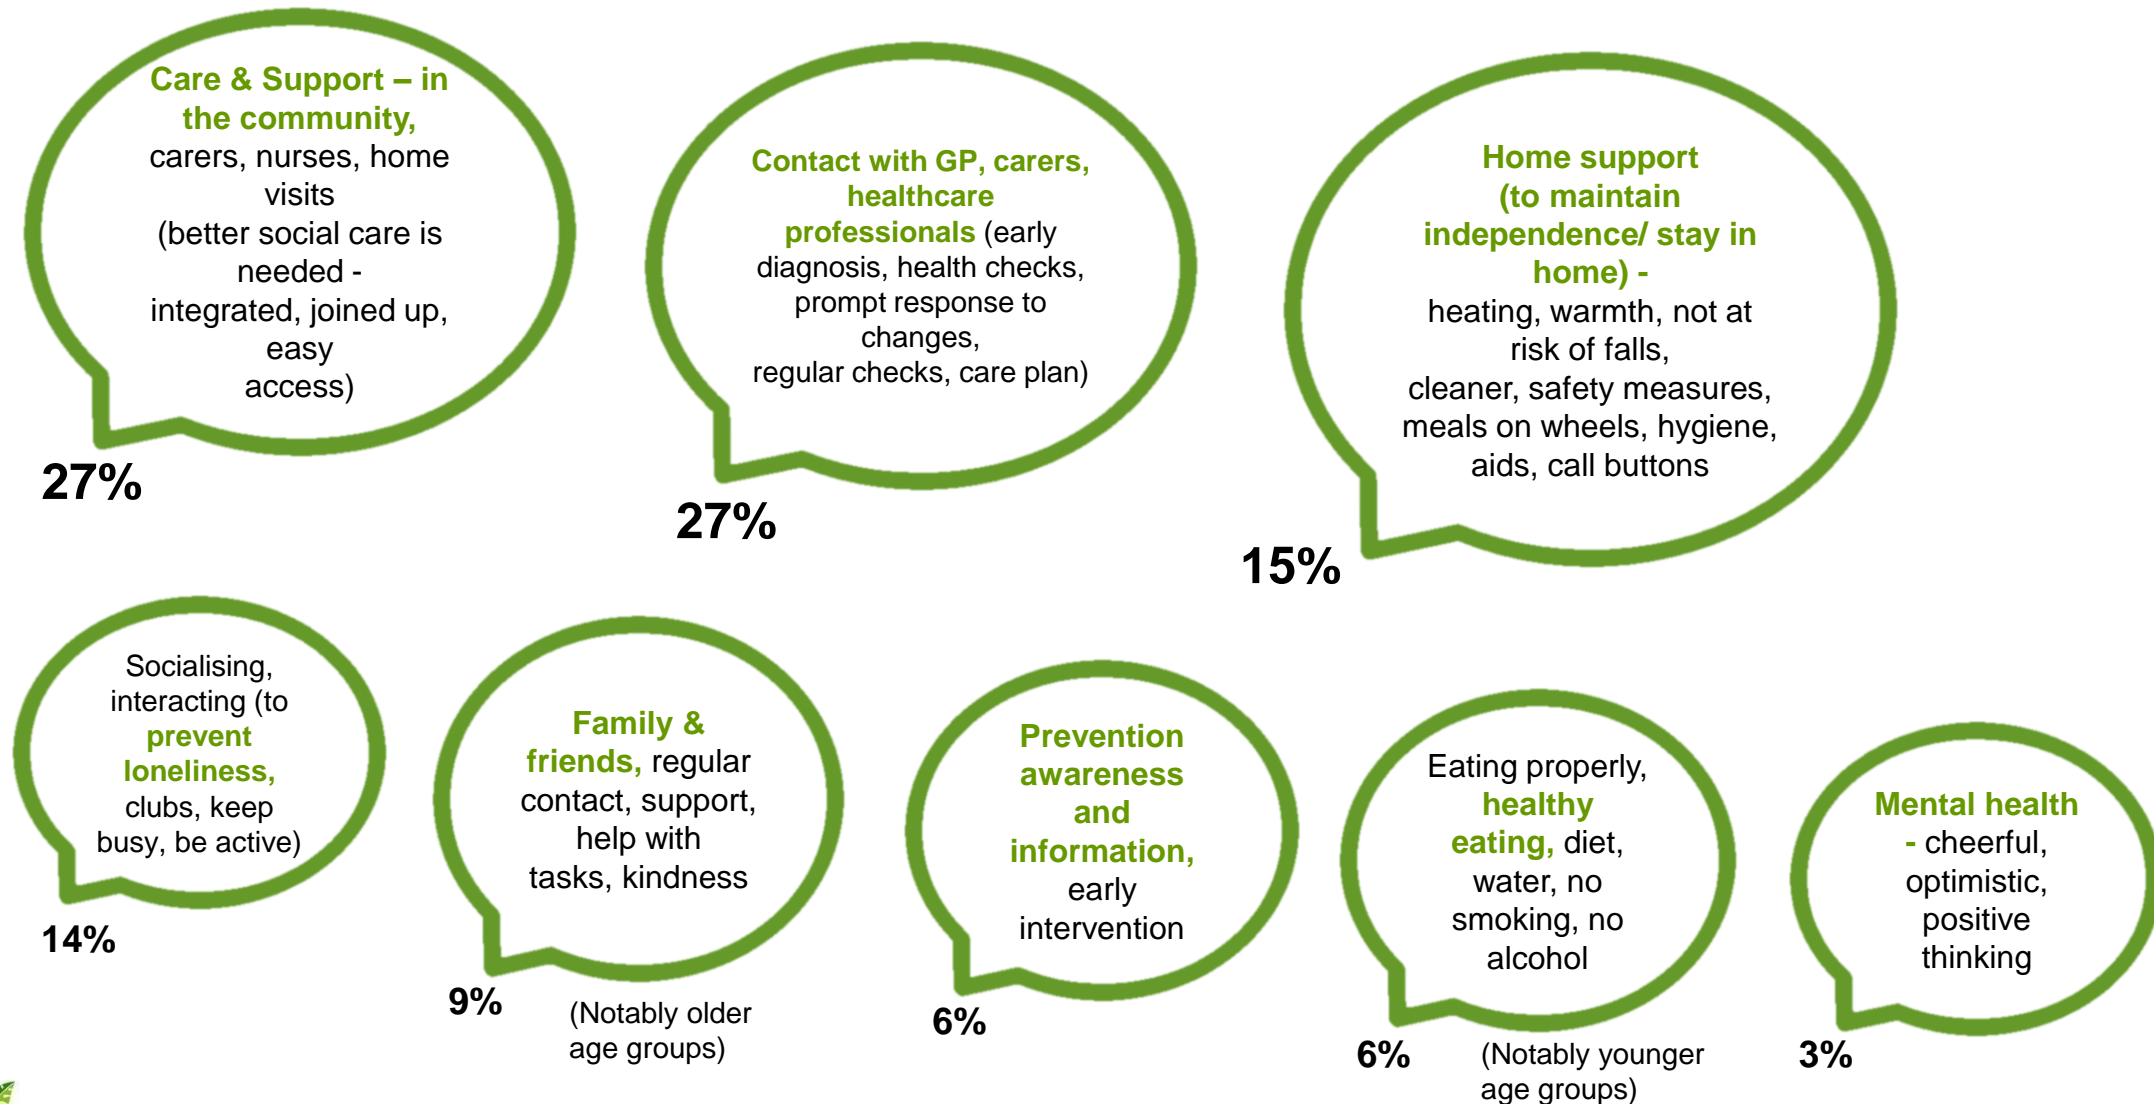 Care & Support – in
the community,
carers, nurses, home
visits
(better social care is
needed -
integrated, joined up,
easy
access)
27%
Contact with GP, carers,
healthcare
professionals (early
diagnosis, health checks,
prompt response to
changes,
regular checks, care plan)
27%
Home support
(to maintain
independence/ stay in
home) -
heating, warmth, not at
risk of falls,
cleaner, safety measures,
meals on wheels, hygiene,
aids, call buttons
15%
Socialising,
interacting (to
prevent
loneliness,
clubs, keep
busy, be active)
14%
Family &
friends, regular
contact, support,
help with
tasks, kindness
9%
(Notably older
age groups)
Prevention
awareness
and
information,
early
intervention
6%
Eating properly,
healthy
eating, diet,
water, no
smoking, no
alcohol
6%
(Notably younger
age groups)
Mental health
- cheerful,
optimistic,
positive
thinking
3%